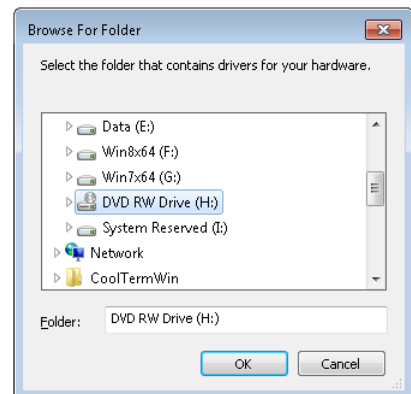 Browse For Folder
Select the folder that contains drivers for your hardware.
Data (E:)
Win8x64 (F:)
Win7x64 (G:)
DVD RW Drive (H:)
System Reserved (I:)
Network
CoolTermWin
Folder: DVD RW Drive (H:)
OK Cancel